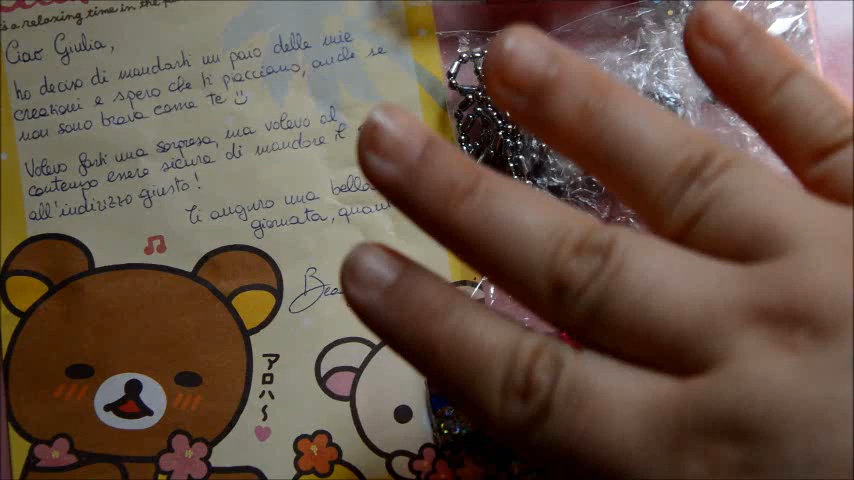 's a relaxing time in the
Ciao Giulia,
ho deciso di mandarti un paio delle mie
creazioni e spero che ti piacciano, anche se
non sono brava come te
Volevo farti una sorpresa, ma volevo al
contempo essere sicura di mandare il
all'indirizzo giusto!
Ti auguro una bella
giornata,
アロハ〜